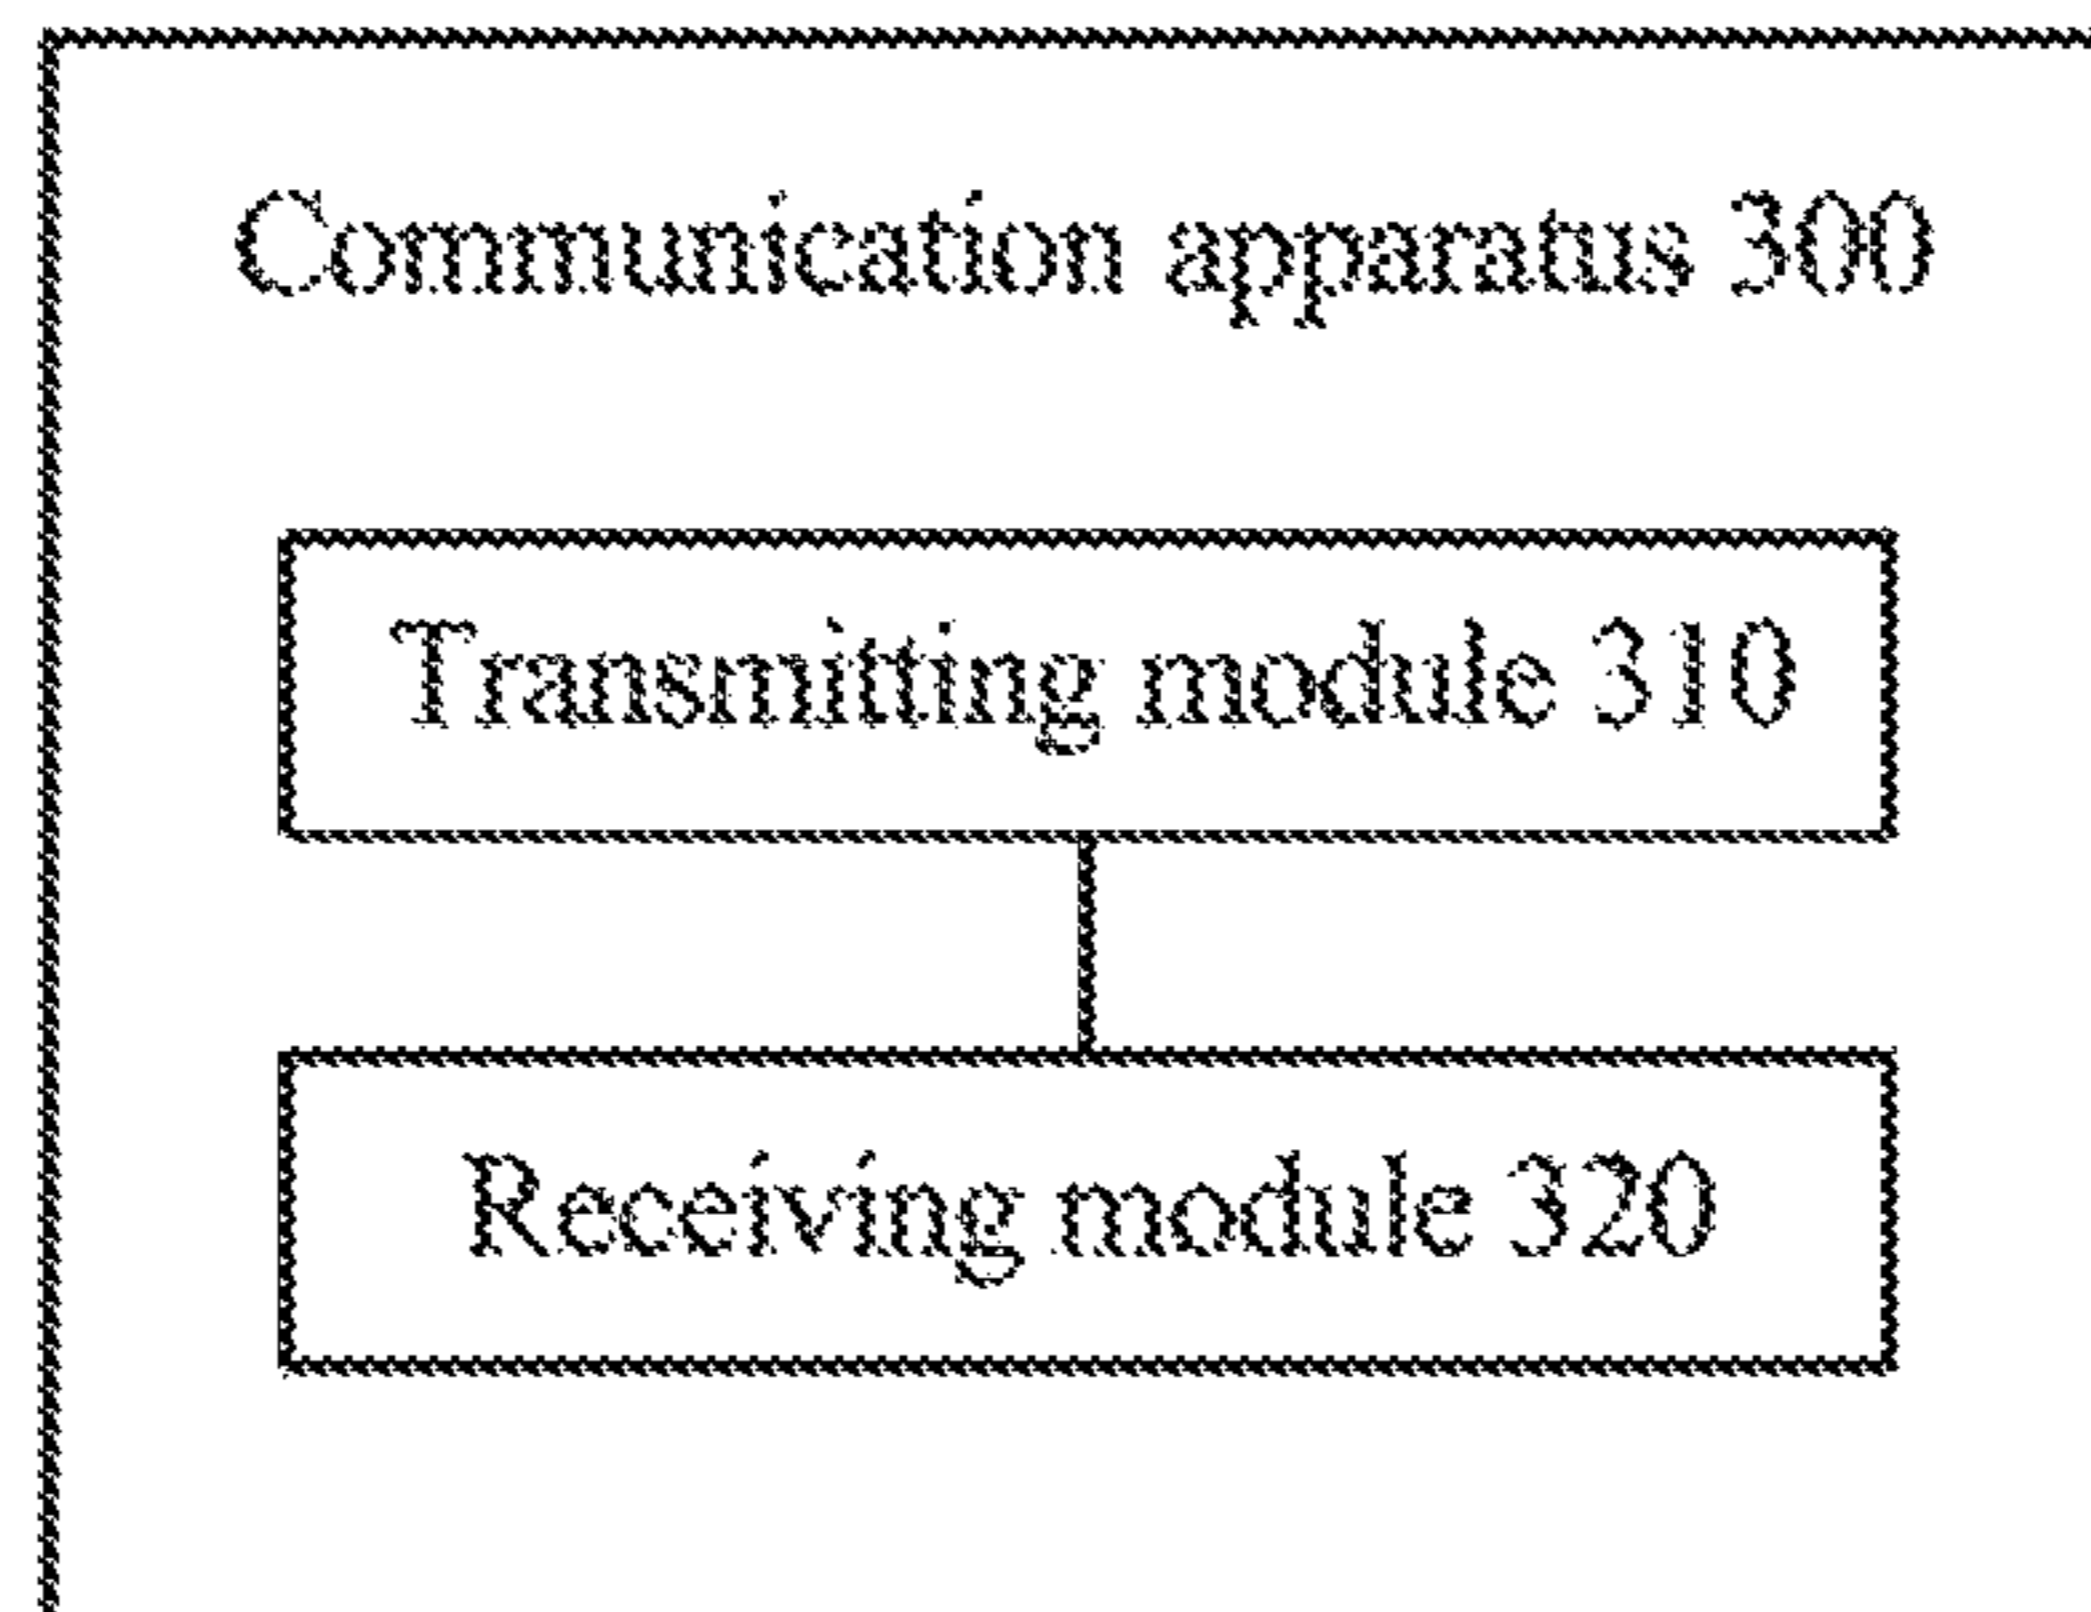 Communication apparatus 300
Transmitting module 310
Receiving module 320